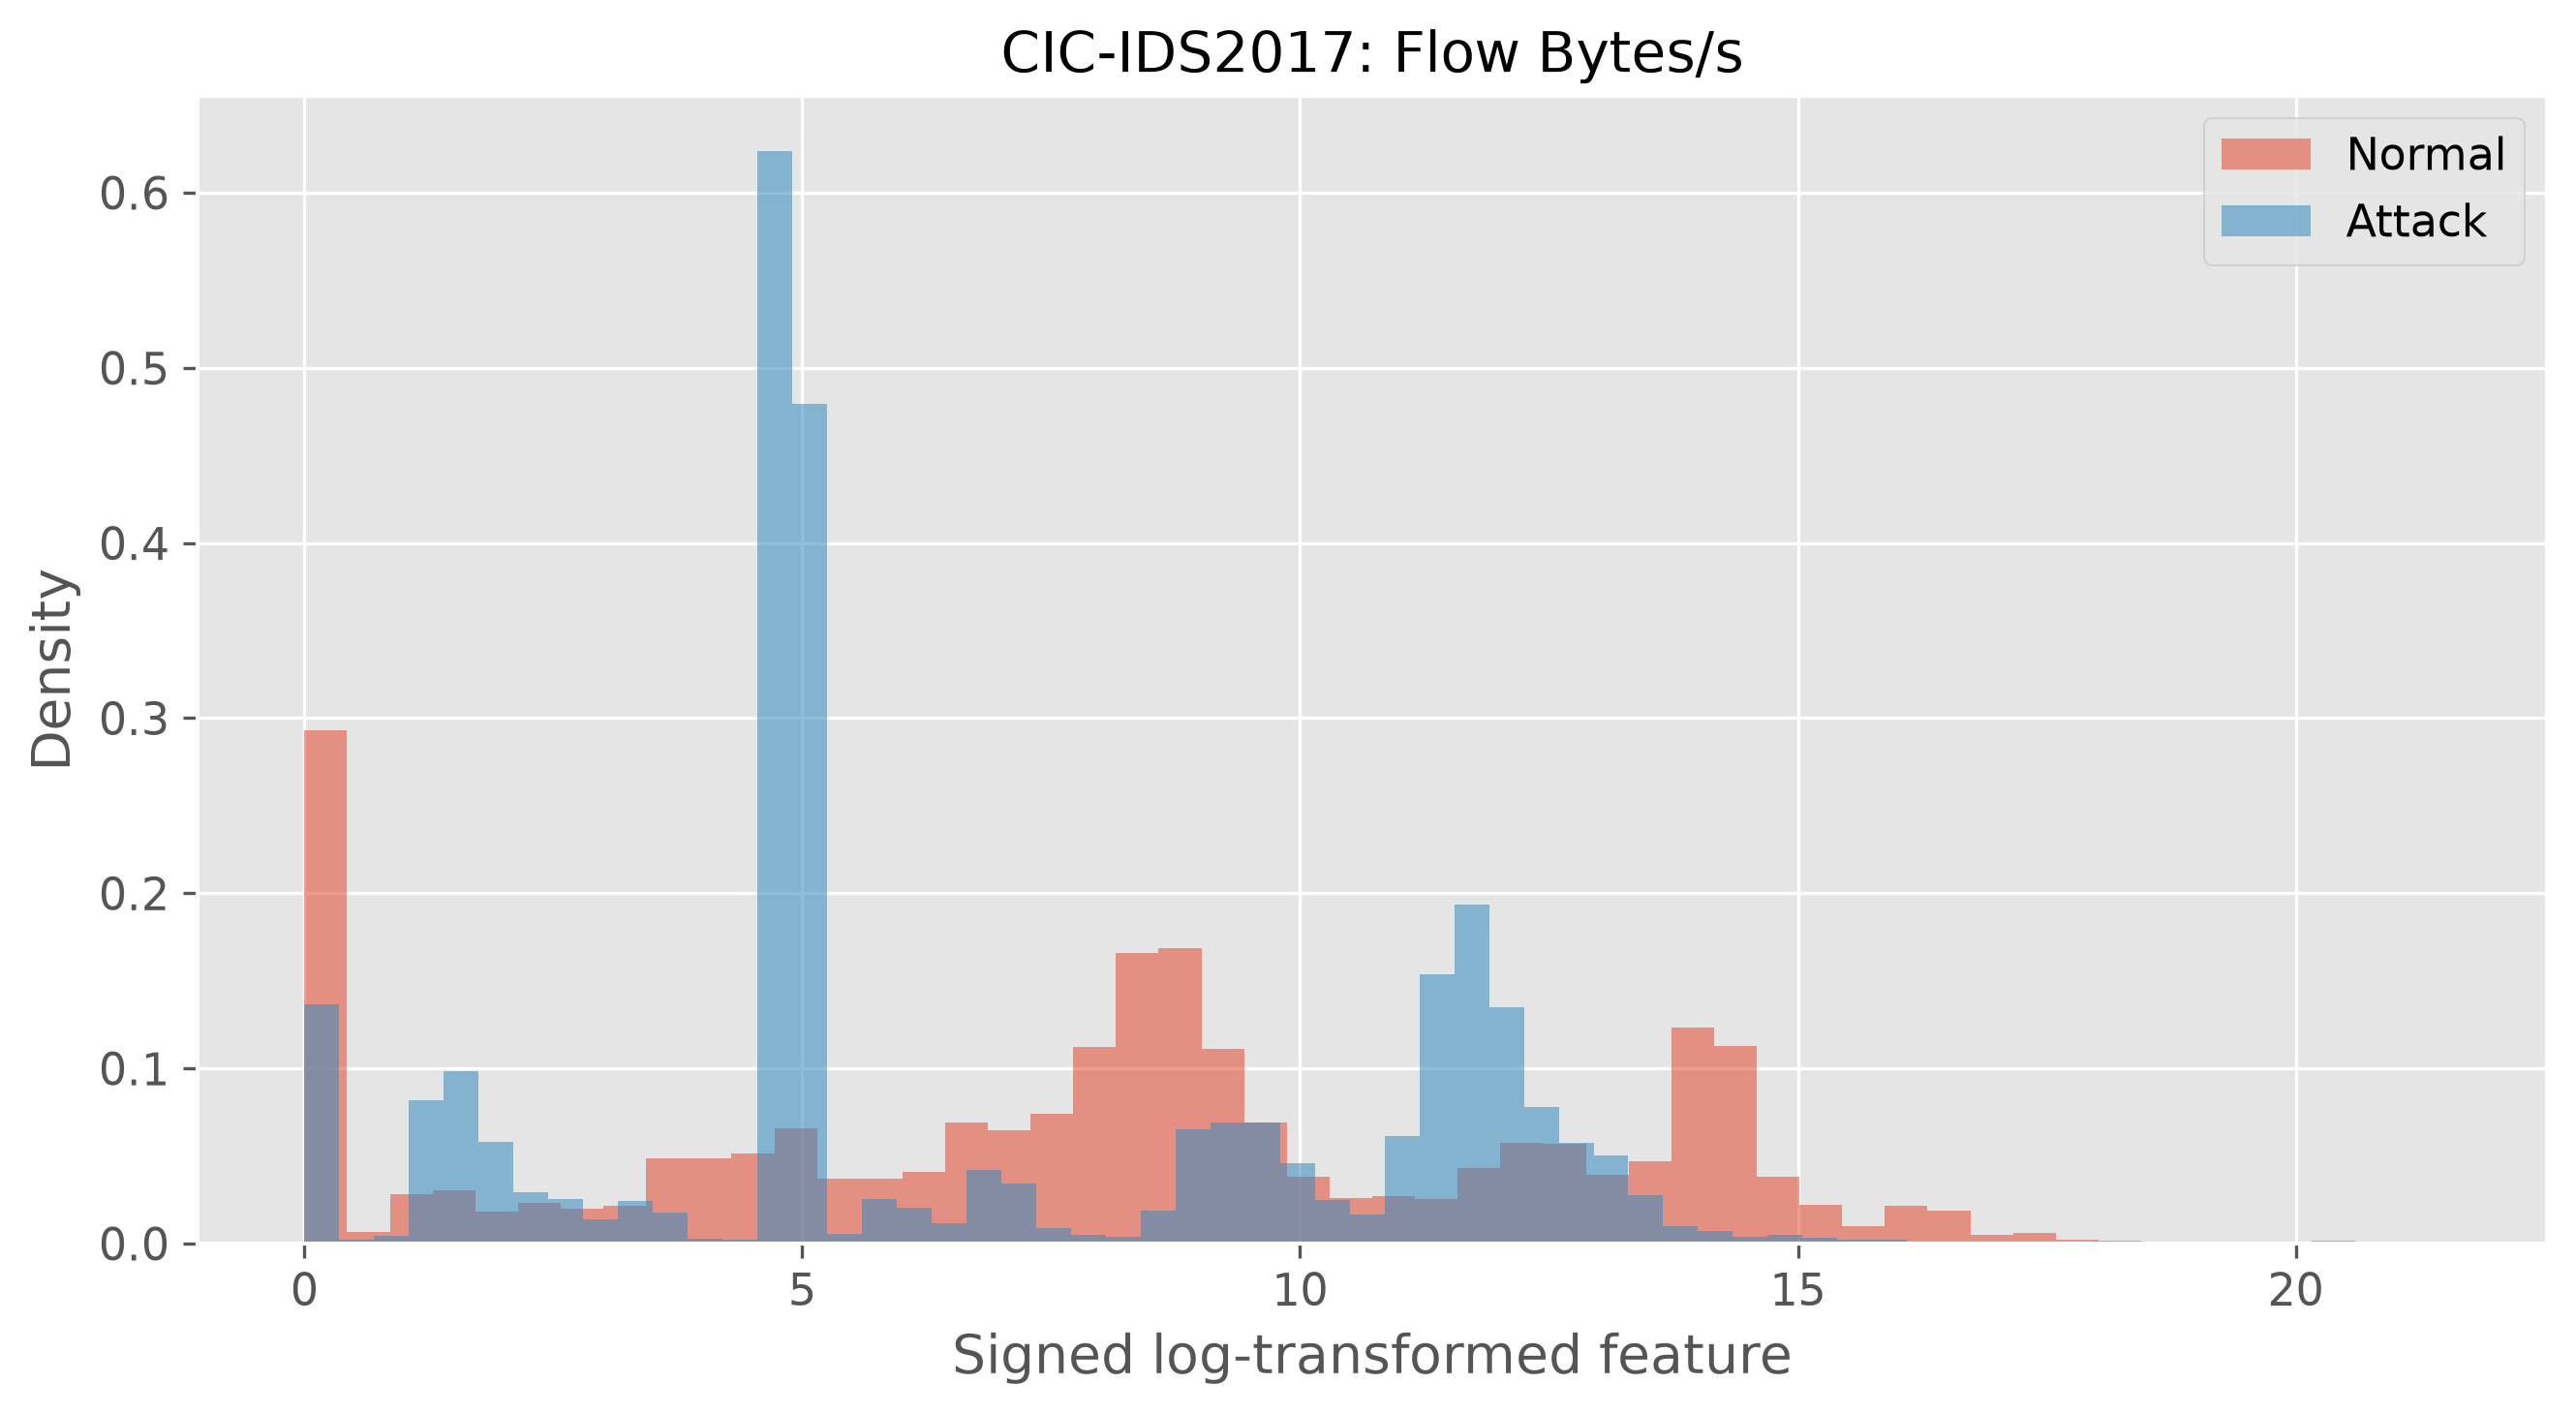 CIC-IDS2017: Flow Bytes/s
Normal
Attack
0.6
0.5
0.4
0.3
0.2
0.1
0.0
Density
0 5 10 15 20
Signed log-transformed feature